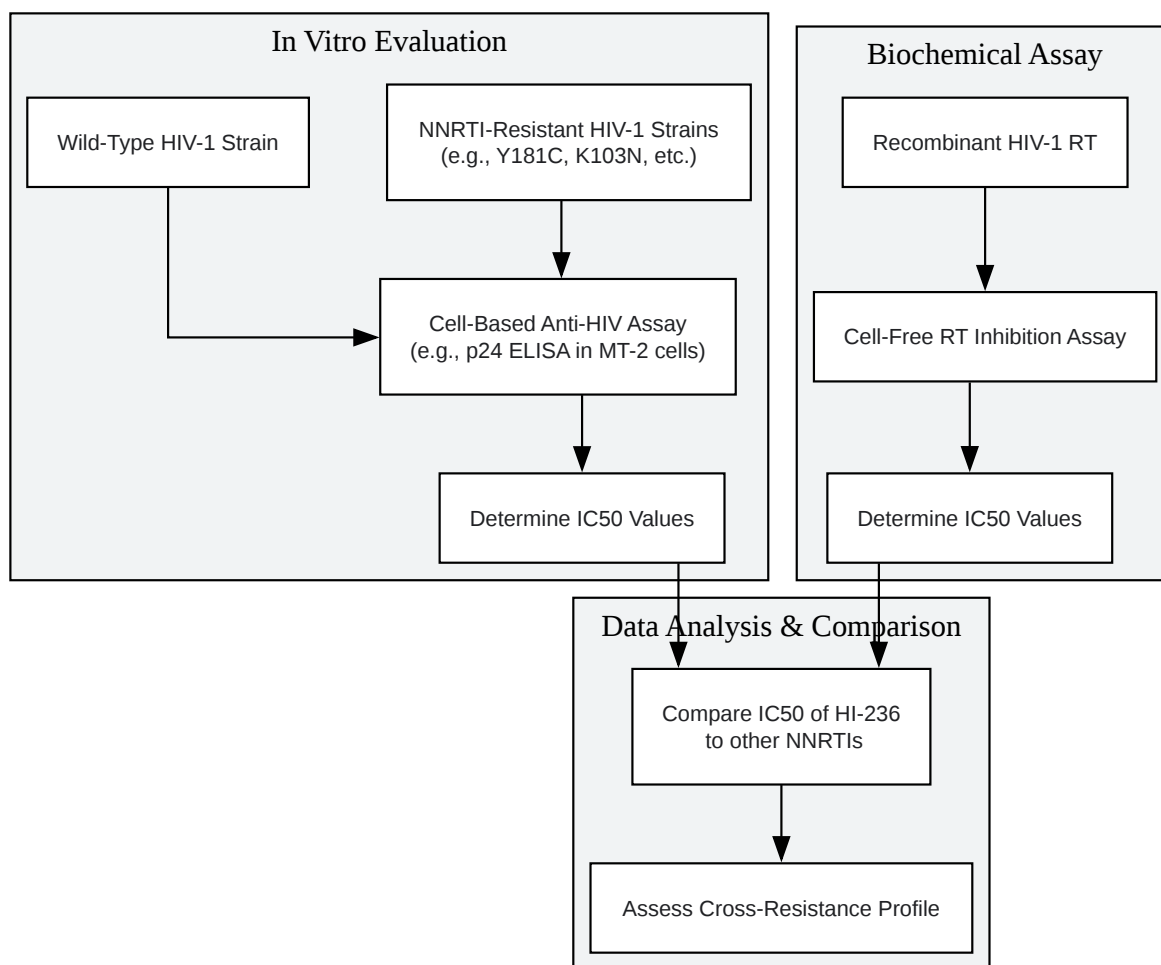 In Vitro Evaluation
Wild-Type HIV-1 Strain
NNRTI-Resistant HIV-1 Strains
(e.g., Y181C, K103N, etc.)
Cell-Based Anti-HIV Assay
(e.g., p24 ELISA in MT-2 cells)
Determine IC50 Values
Biochemical Assay
Recombinant HIV-1 RT
Cell-Free RT Inhibition Assay
Determine IC50 Values
Data Analysis & Comparison
Compare IC50 of HI-236
to other NNRTIs
Assess Cross-Resistance Profile